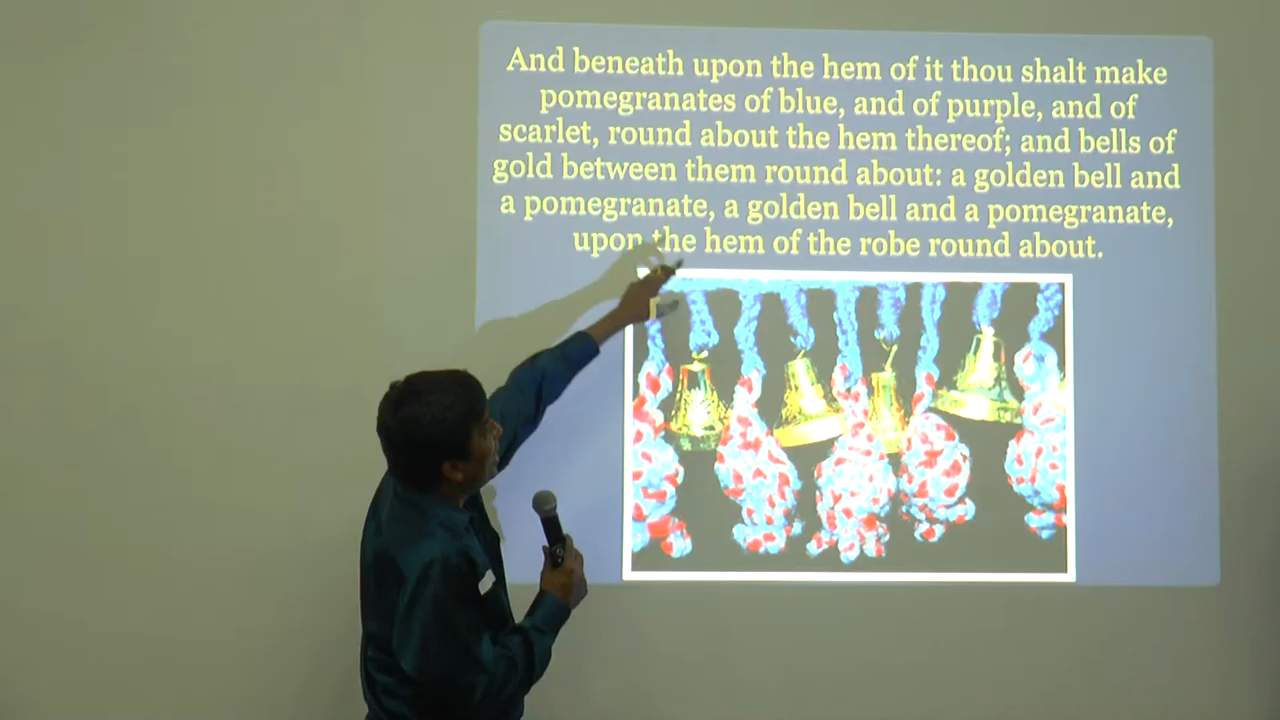 And beneath upon the hem of it thou shalt make
pomegranates of blue, and of purple, and of
scarlet, round about the hem thereof; and bells of
gold between them round about: a golden bell and
a pomegranate, a golden bell and a pomegranate,
upon the hem of the robe round about.